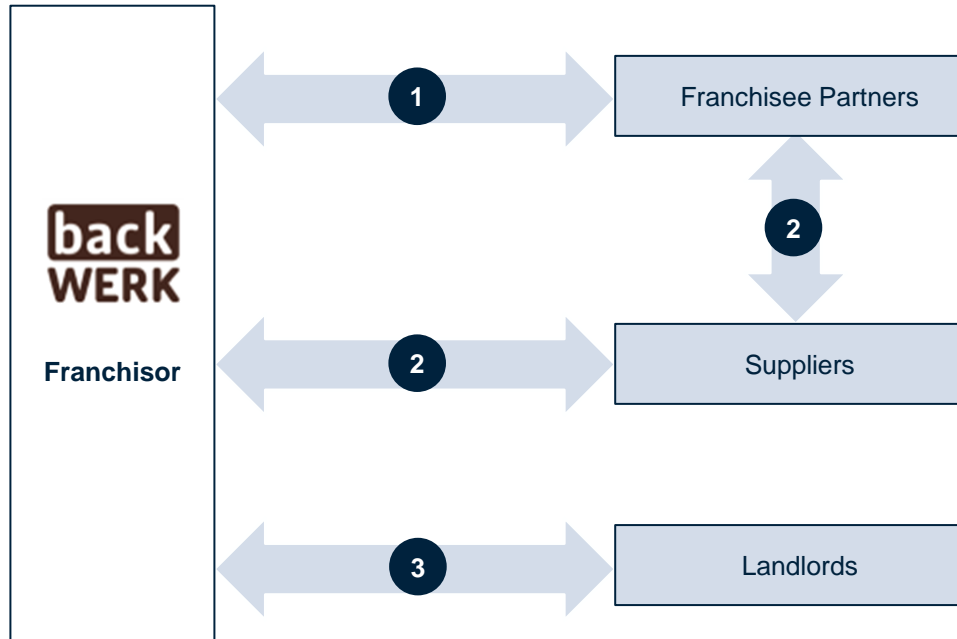 1
Franchisee Partners
back
WERK
2
Franchisor
2
Suppliers
3
Landlords